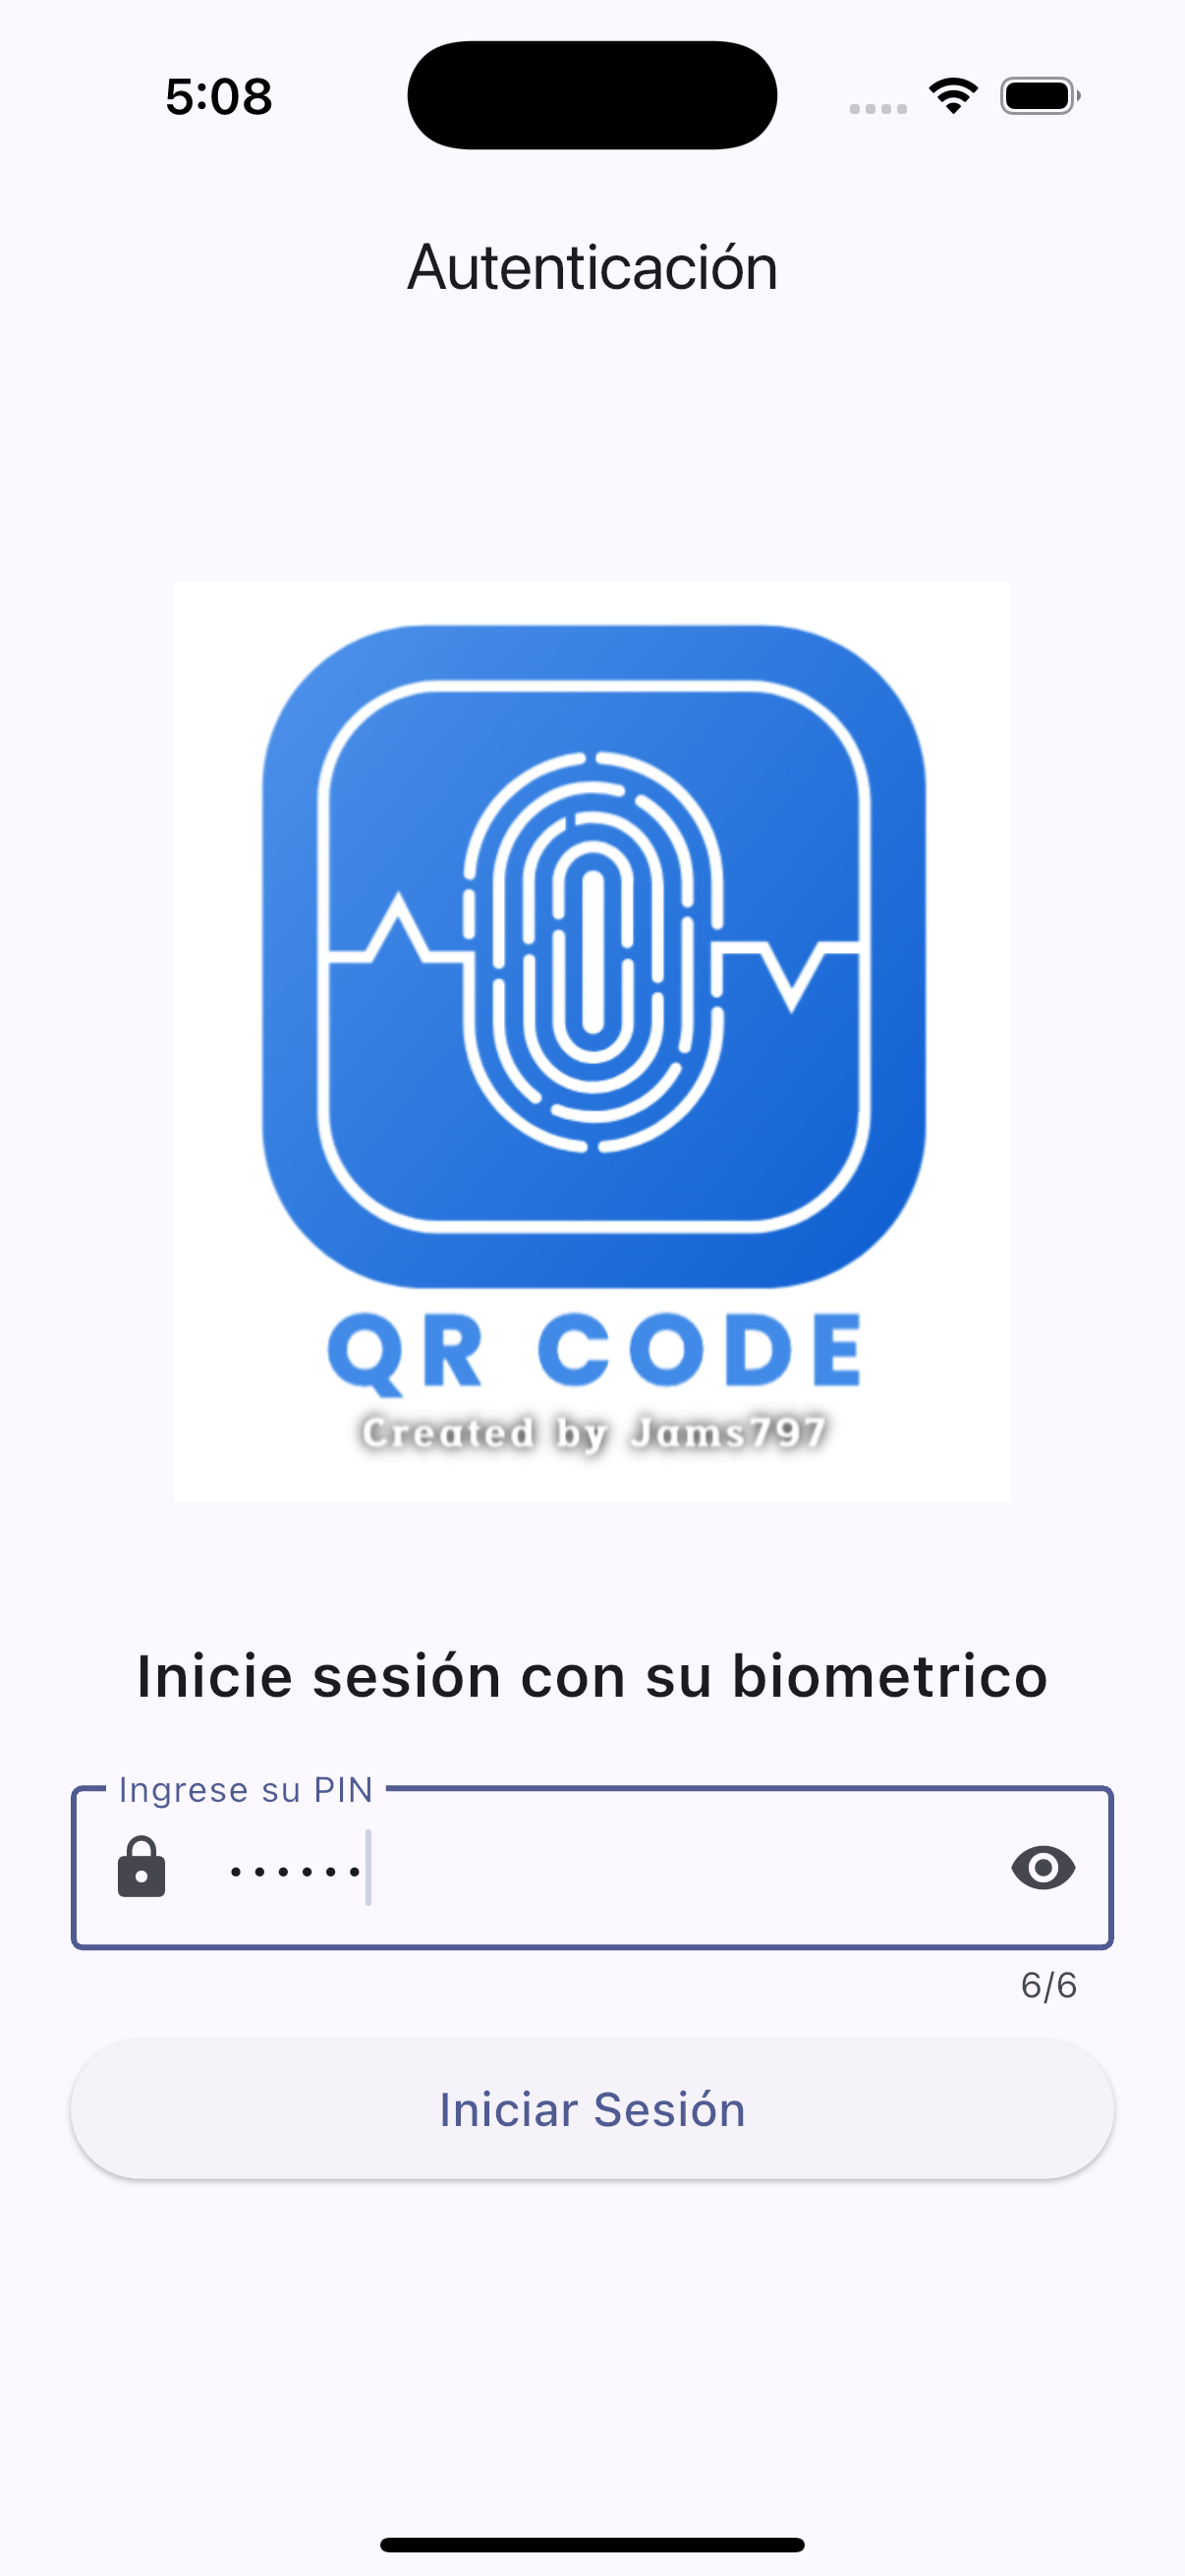 5:08
Autenticación
QR CODE
Created by Jams797
Inicie sesión con su biometrico
Ingrese su PIN
••••••
6/6
Iniciar Sesión